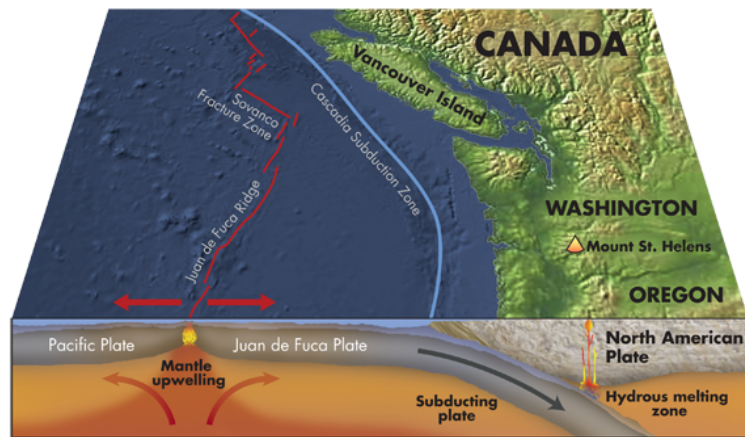 CANADA
Vancouver Island
Sovanco
Fracture Zone
Cascadia Subduction Zone
Juan de Fuca Ridge
WASHINGTON
Mount St. Helens
OREGON
Pacific Plate
Juan de Fuca Plate
North American
Plate
Mantle
upwelling
Subducting
plate
Hydrous melting
zone